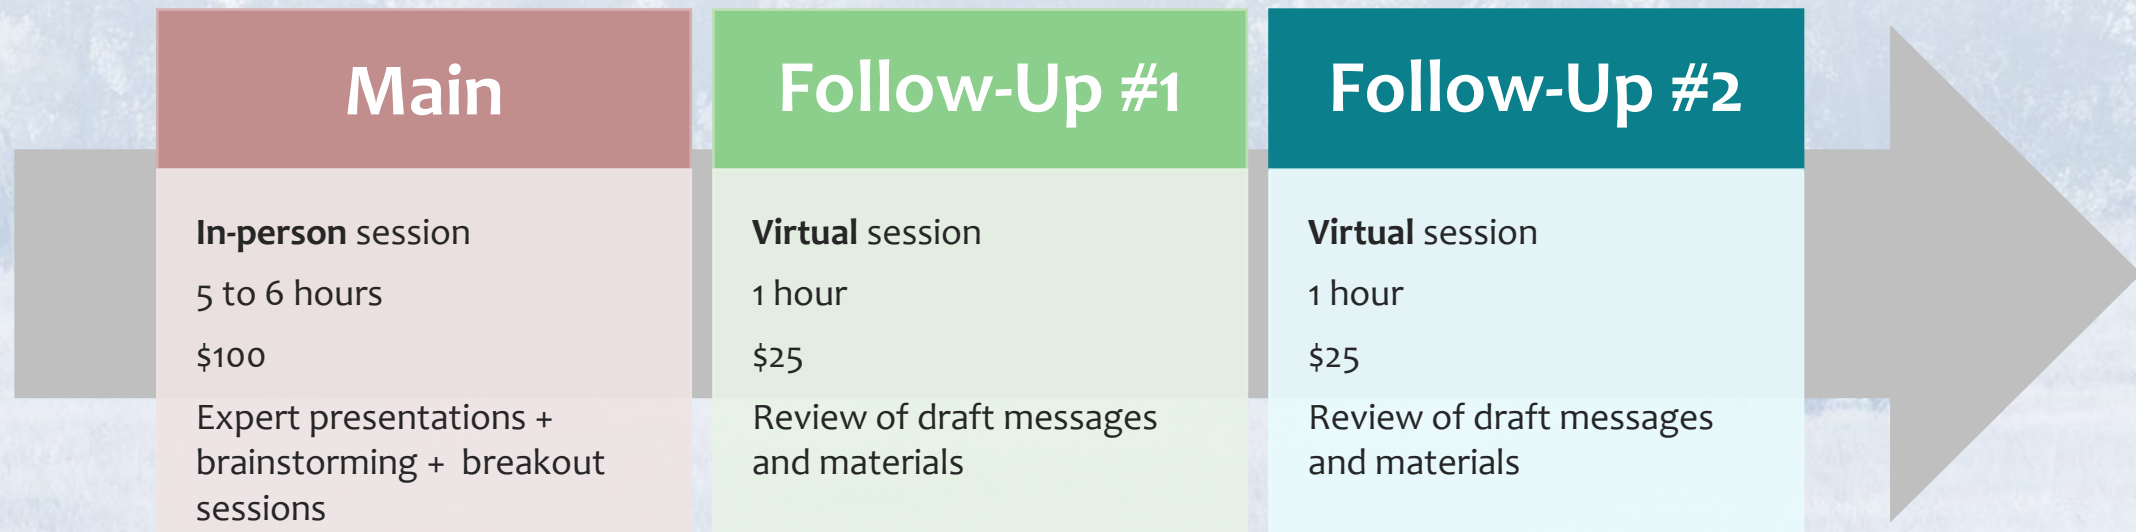 Main
In-person session
5 to 6 hours
$100
Expert presentations +
brainstorming + breakout
sessions
Follow-Up #1
Virtual session
1 hour
$25
Review of draft messages
and materials
Follow-Up #2
Virtual session
1 hour
$25
Review of draft messages
and materials